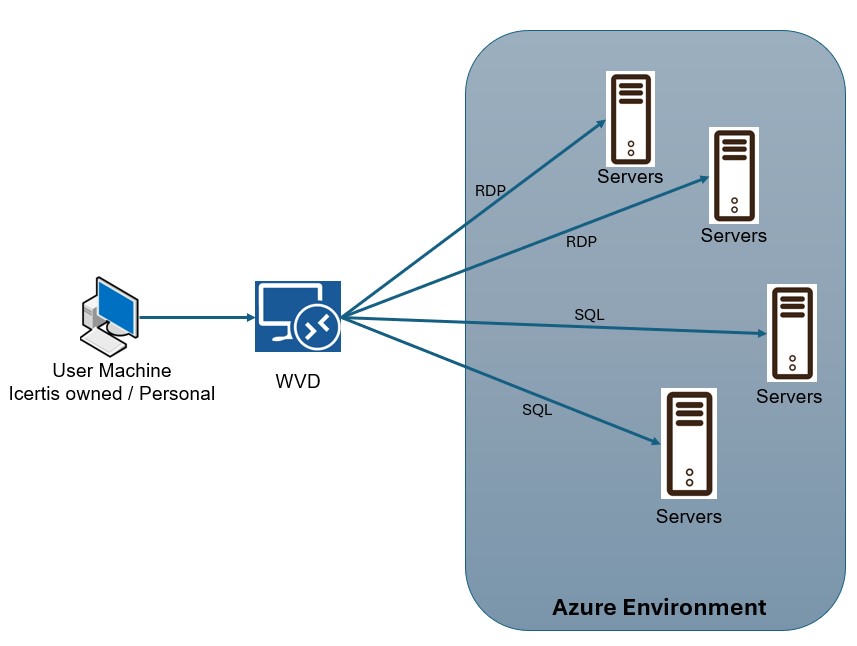 Servers
RDP
Servers
RDP
SQL
User Machine
Icertis owned / Personal
WVD
Servers
SQL
Servers
Azure Environment